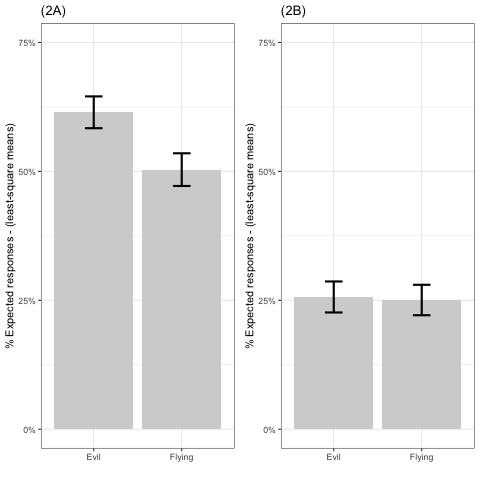 (2A)
% Expected responses - (least-square means)
75%
50%
25%
0%
Evil
Flying
(2B)
% Expected responses - (least-square means)
75%
50%
25%
0%
Evil
Flying